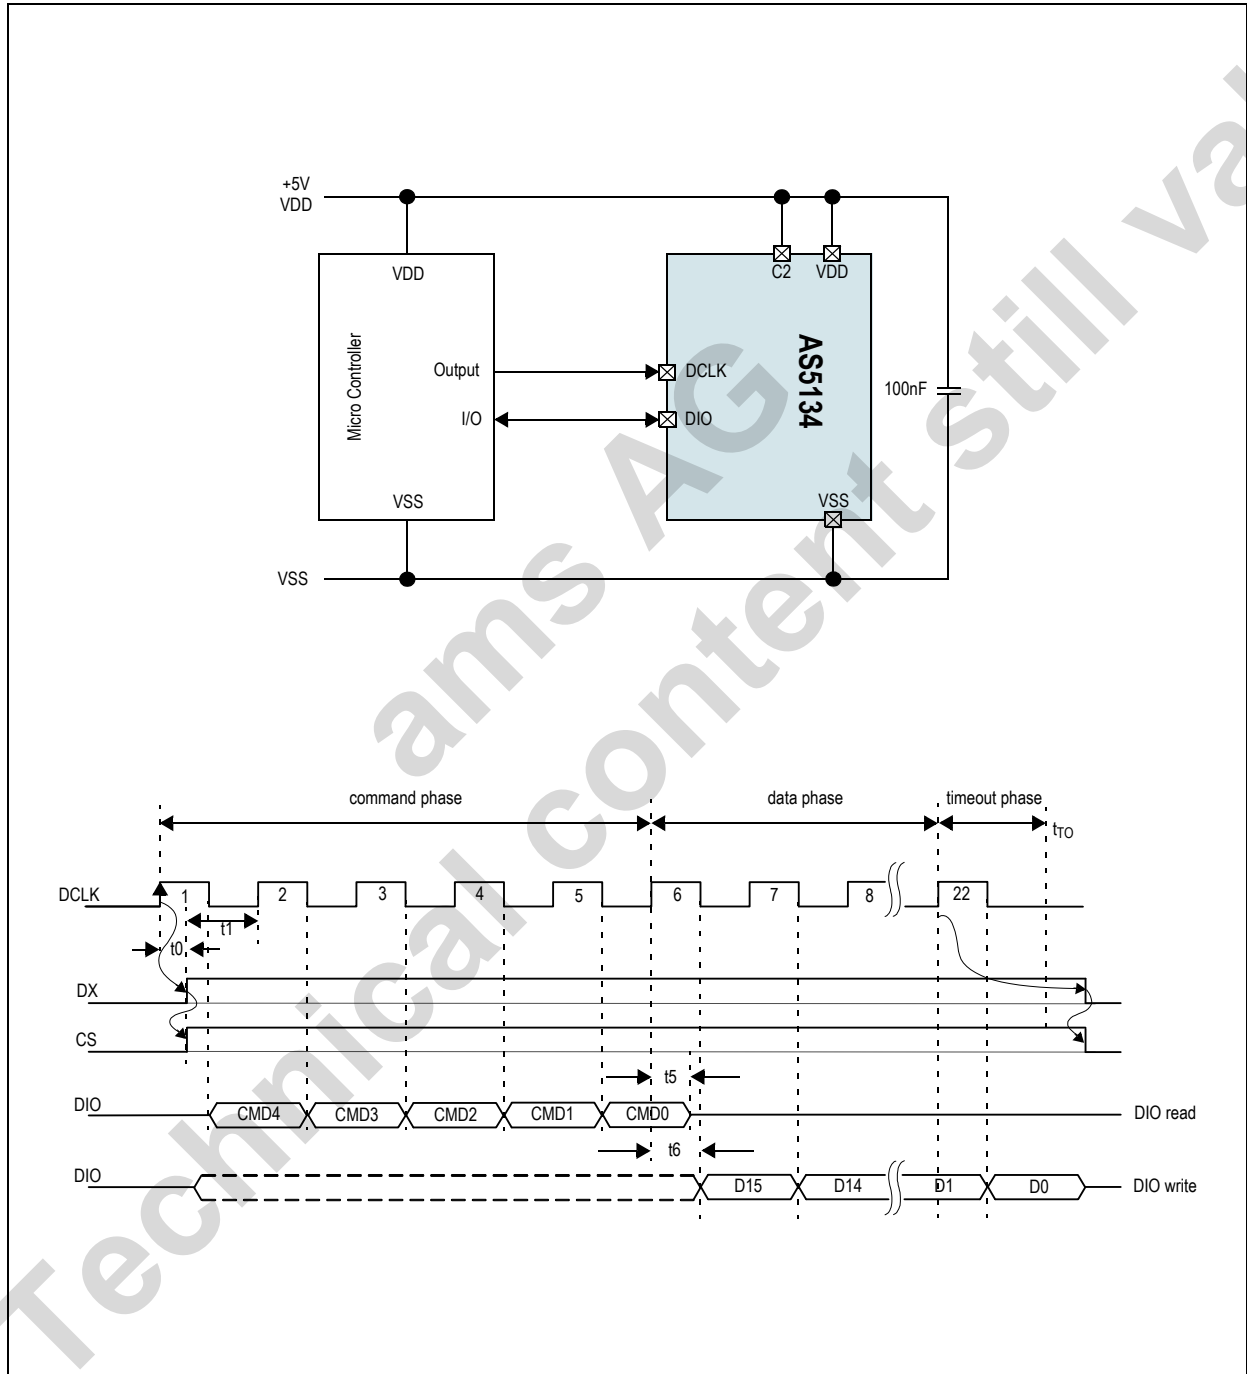 +5V
VDD
VDD
C2 VDD
Micro Controller
AS5134
Output
DCLK
100nF
I/O
DIO
VSS
VSS
VSS
command phase data phase timeout phase
tTO
DCLK
1 2 3 4 5 6 7 8 22
t1
t0
DX
CS
t5
DIO
CMD4 CMD3 CMD2 CMD1 CMD0
DIO read
t6
DIO
D15 D14 D1 D0
DIO write
ams AG
Technical content still va